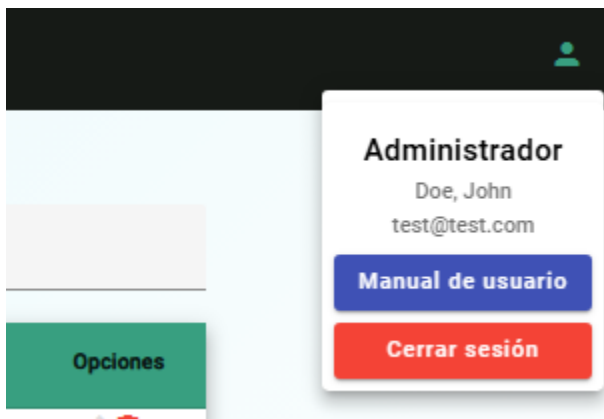 Administrador
Doe, John
test@test.com
Manual de usuario
Cerrar sesión
Opciones